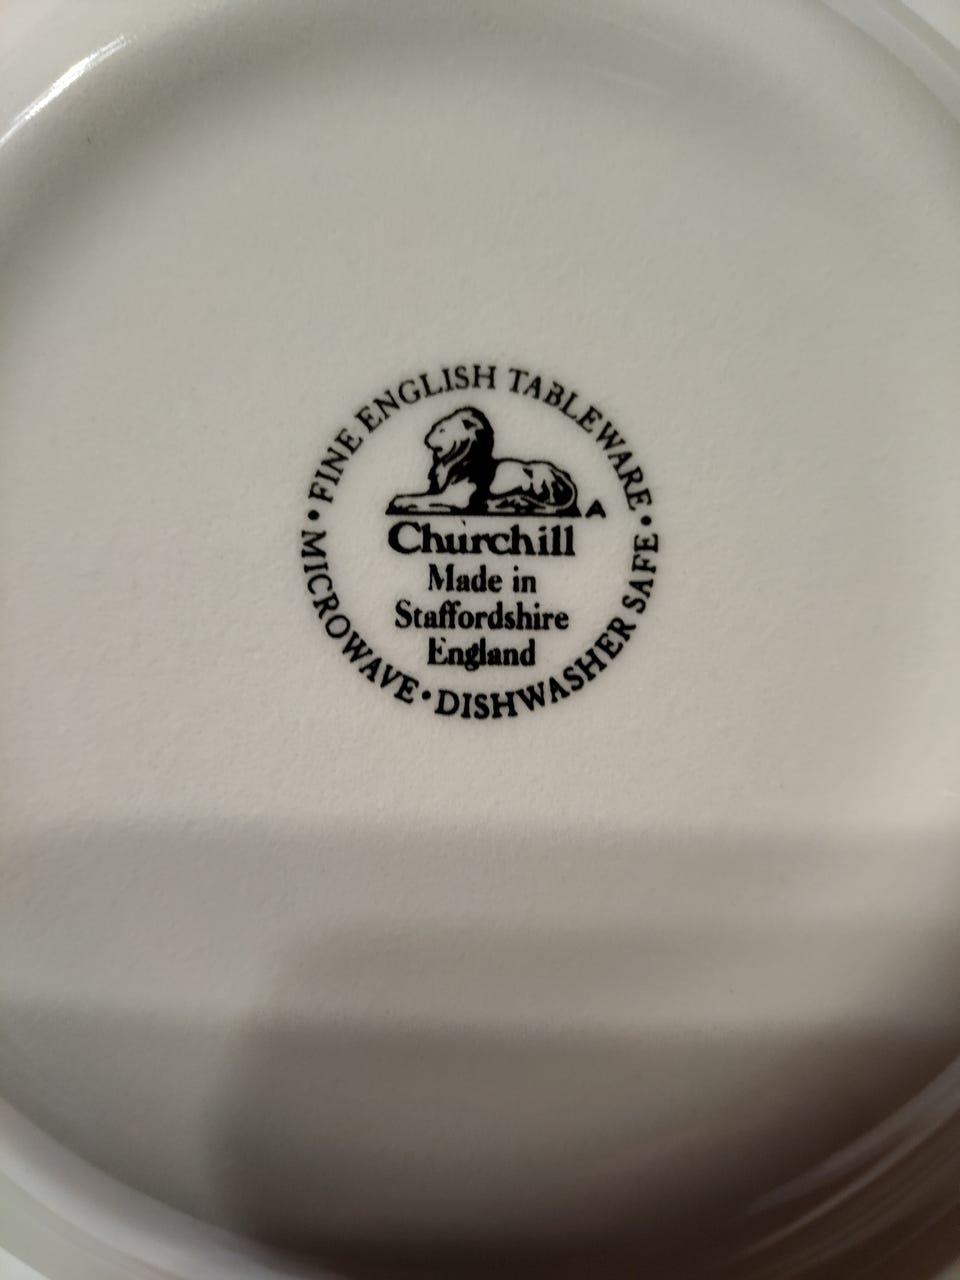 • FINE ENGLISH TABLEWARE •
A
Churchill
Made in
Staffordshire
England
MICROWAVE • DISHWASHER SAFE